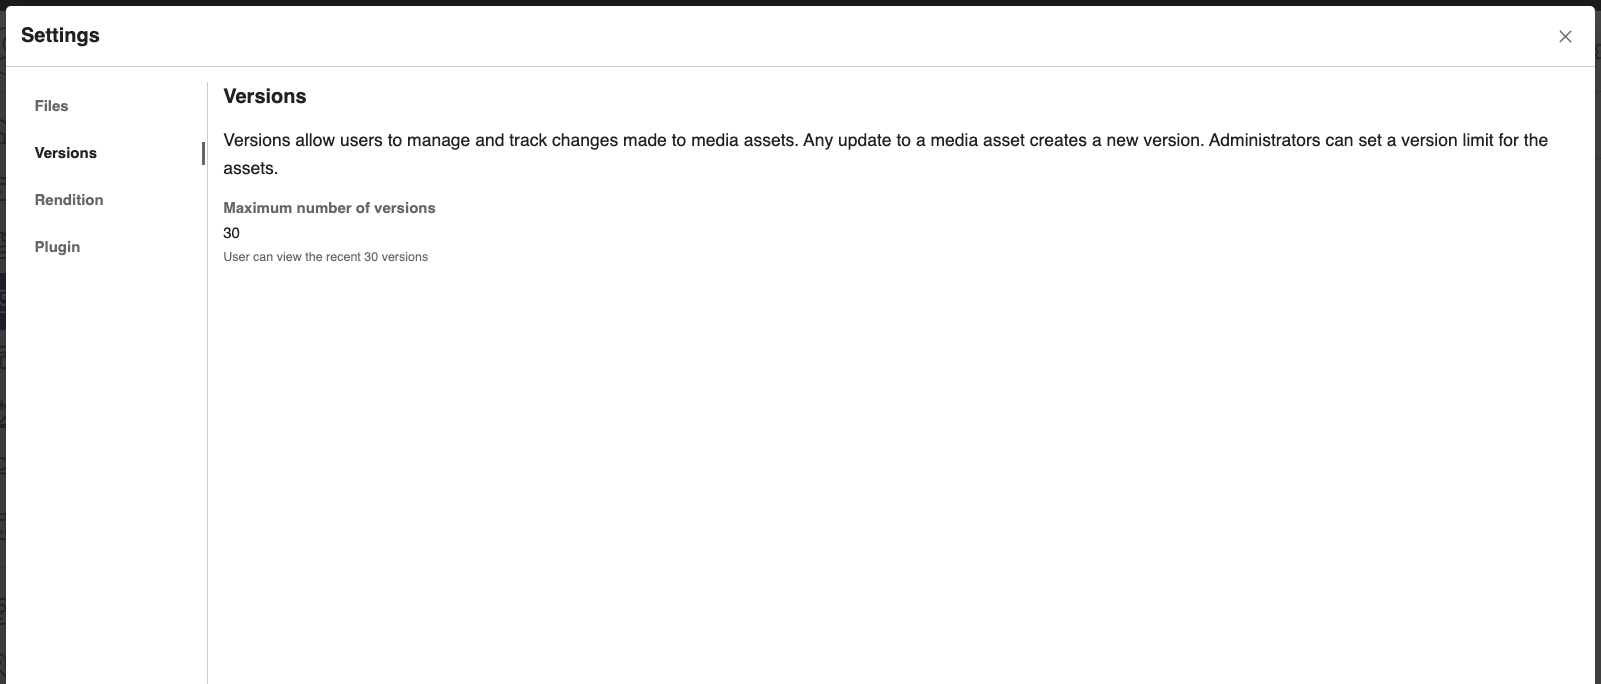 Settings
Files
Versions
Rendition
Plugin
Versions
Versions allow users to manage and track changes made to media assets. Any update to a media asset creates a new version. Administrators can set a version limit for the
assets.
Maximum number of versions
30
User can view the recent 30 versions